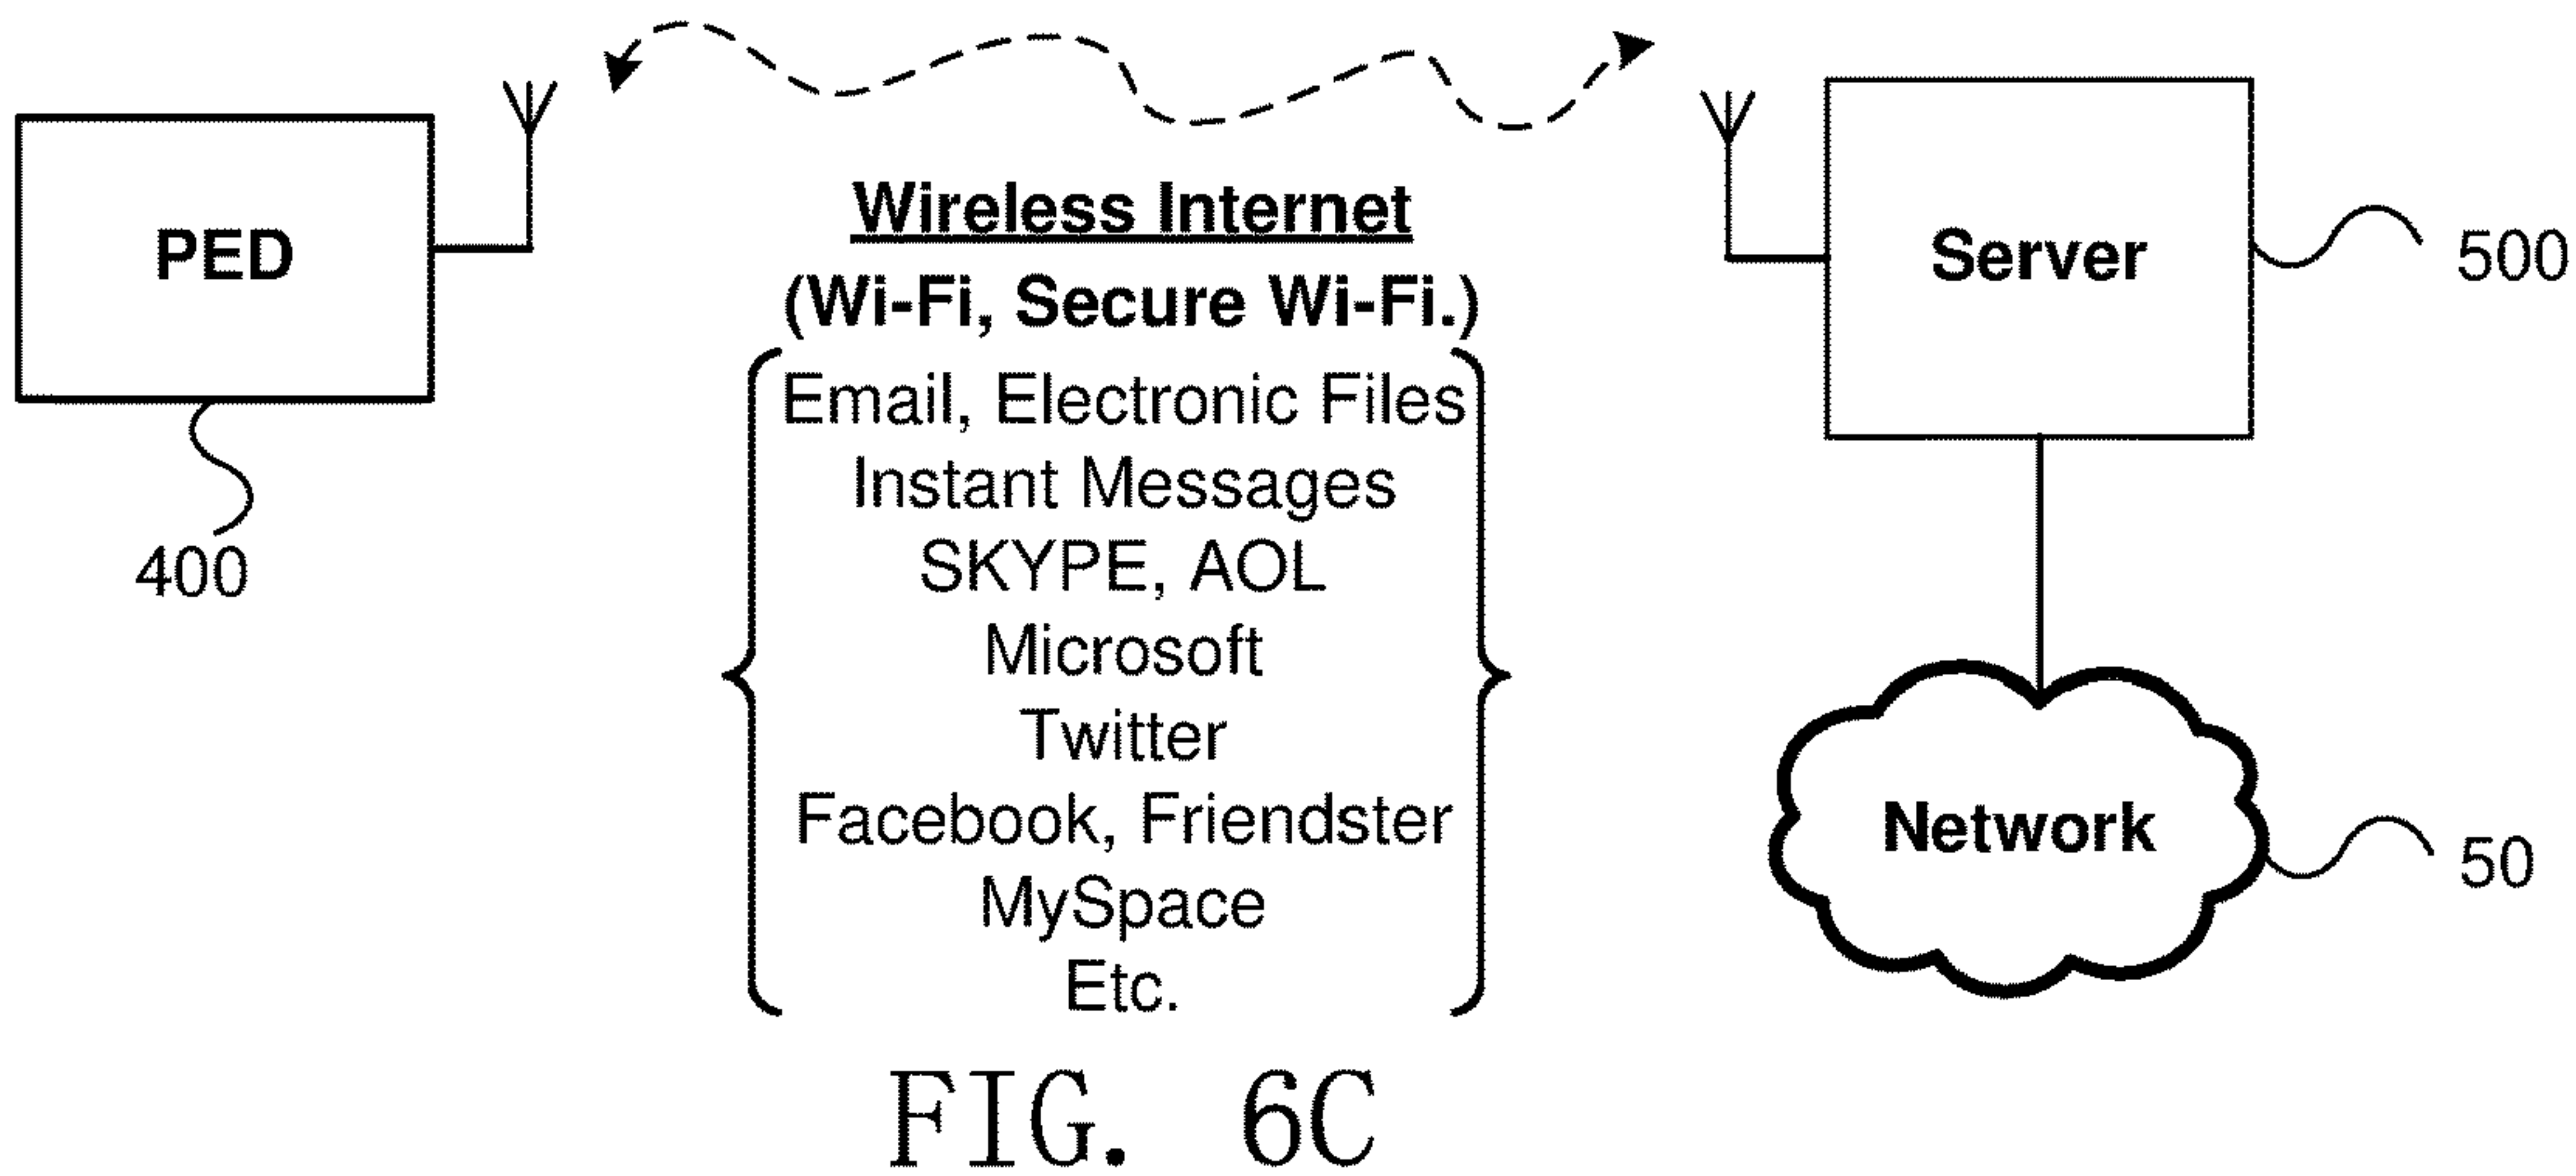 PED
400
Wireless Internet
(Wi-Fi, Secure Wi-Fi.)
Email, Electronic Files
Instant Messages
SKYPE, AOL
Microsoft
Twitter
Facebook, Friendster
MySpace
Etc.
Server
500
Network
50
FIG. 6C